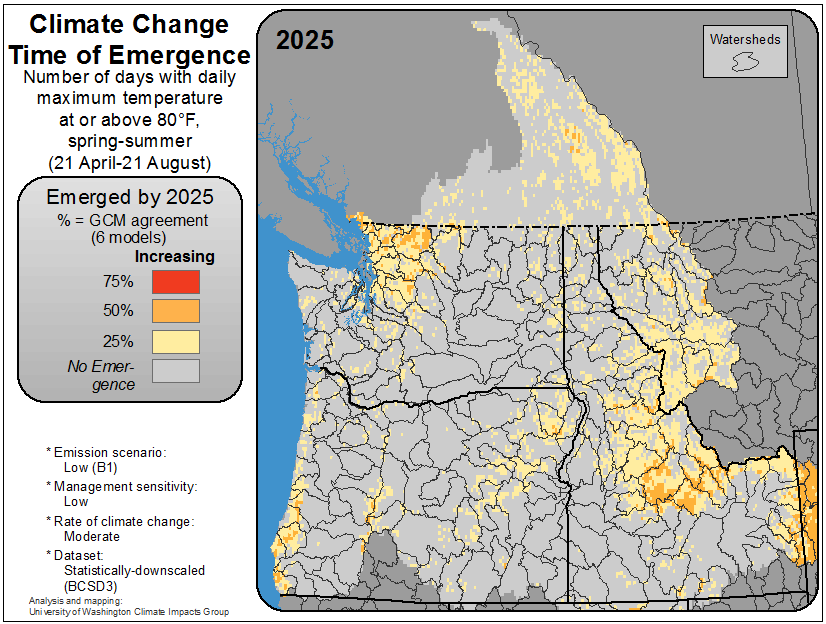 Climate Change
Time of Emergence
Number of days with daily
maximum temperature
at or above 80°F,
spring-summer
(21 April-21 August)
Emerged by 2025
% = GCM agreement
(6 models)
Increasing
75%
50%
25%
No Emer-
gence
* Emission scenario:
Low (B1)
* Management sensitivity:
Low
* Rate of climate change:
Moderate
* Dataset:
Statistically-downscaled
(BCSD3)
Analysis and mapping:
University of Washington Climate Impacts Group
2025
Watersheds